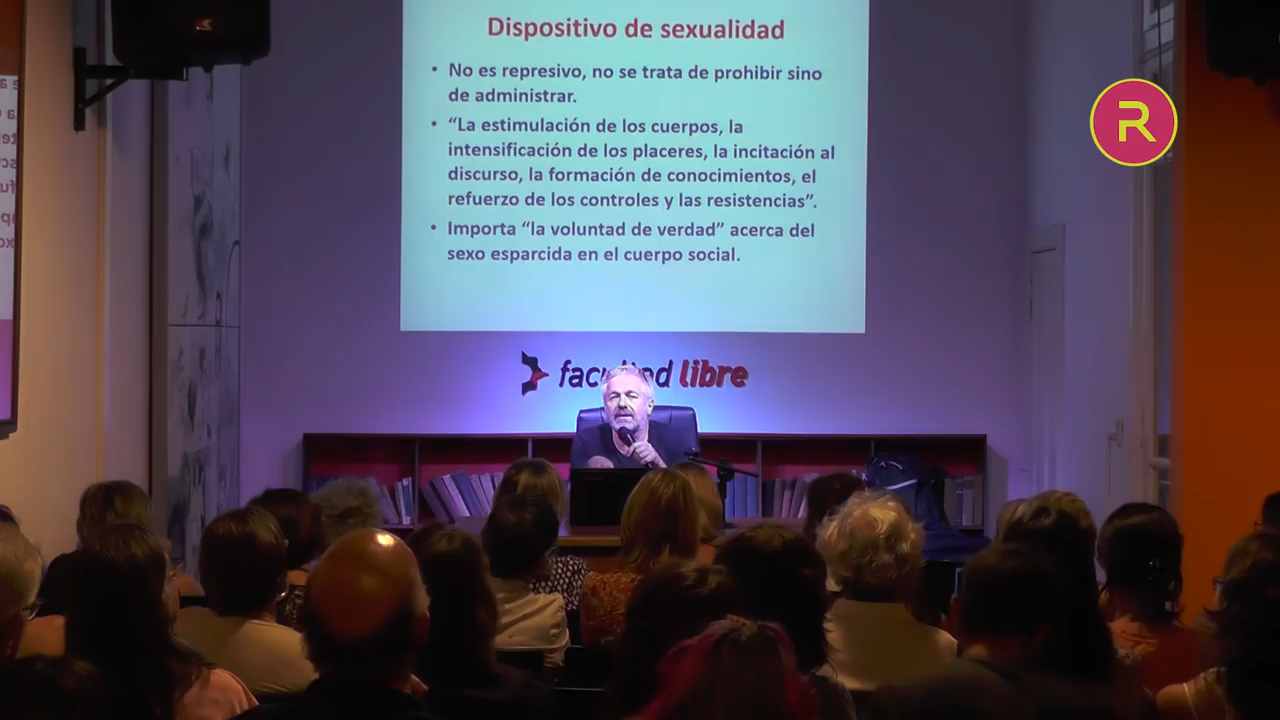 Dispositivo de sexualidad
• No es represivo, no se trata de prohibir sino
de administrar.
• “La estimulación de los cuerpos, la
intensificación de los placeres, la incitación al
discurso, la formación de conocimientos, el
refuerzo de los controles y las resistencias”.
• Importa “la voluntad de verdad” acerca del
sexo esparcida en el cuerpo social.
R
facultad libre